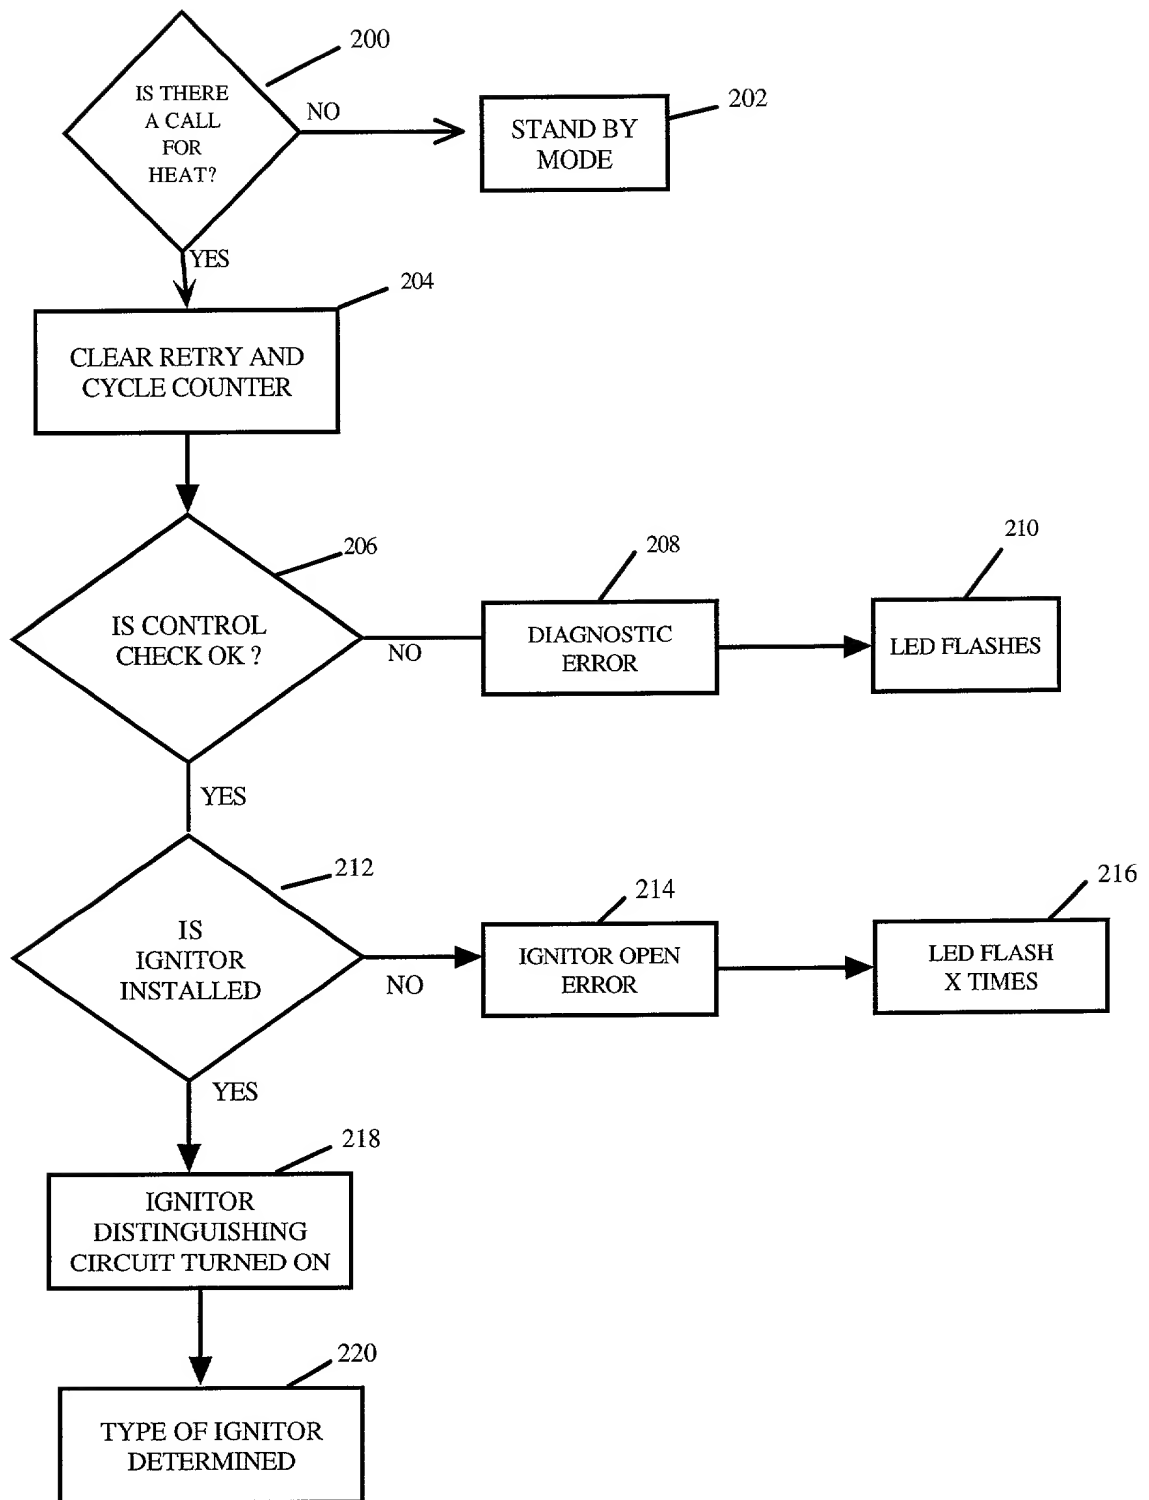 200
IS THERE
A CALL
FOR
HEAT?
NO
STAND BY
MODE
202
YES
204
CLEAR RETRY AND
CYCLE COUNTER
206
IS CONTROL
CHECK OK ?
NO
208
DIAGNOSTIC
ERROR
210
LED FLASHES
YES
212
IS
IGNITOR
INSTALLED
NO
214
IGNITOR OPEN
ERROR
216
LED FLASH
X TIMES
YES
218
IGNITOR
DISTINGUISHING
CIRCUIT TURNED ON
220
TYPE OF IGNITOR
DETERMINED